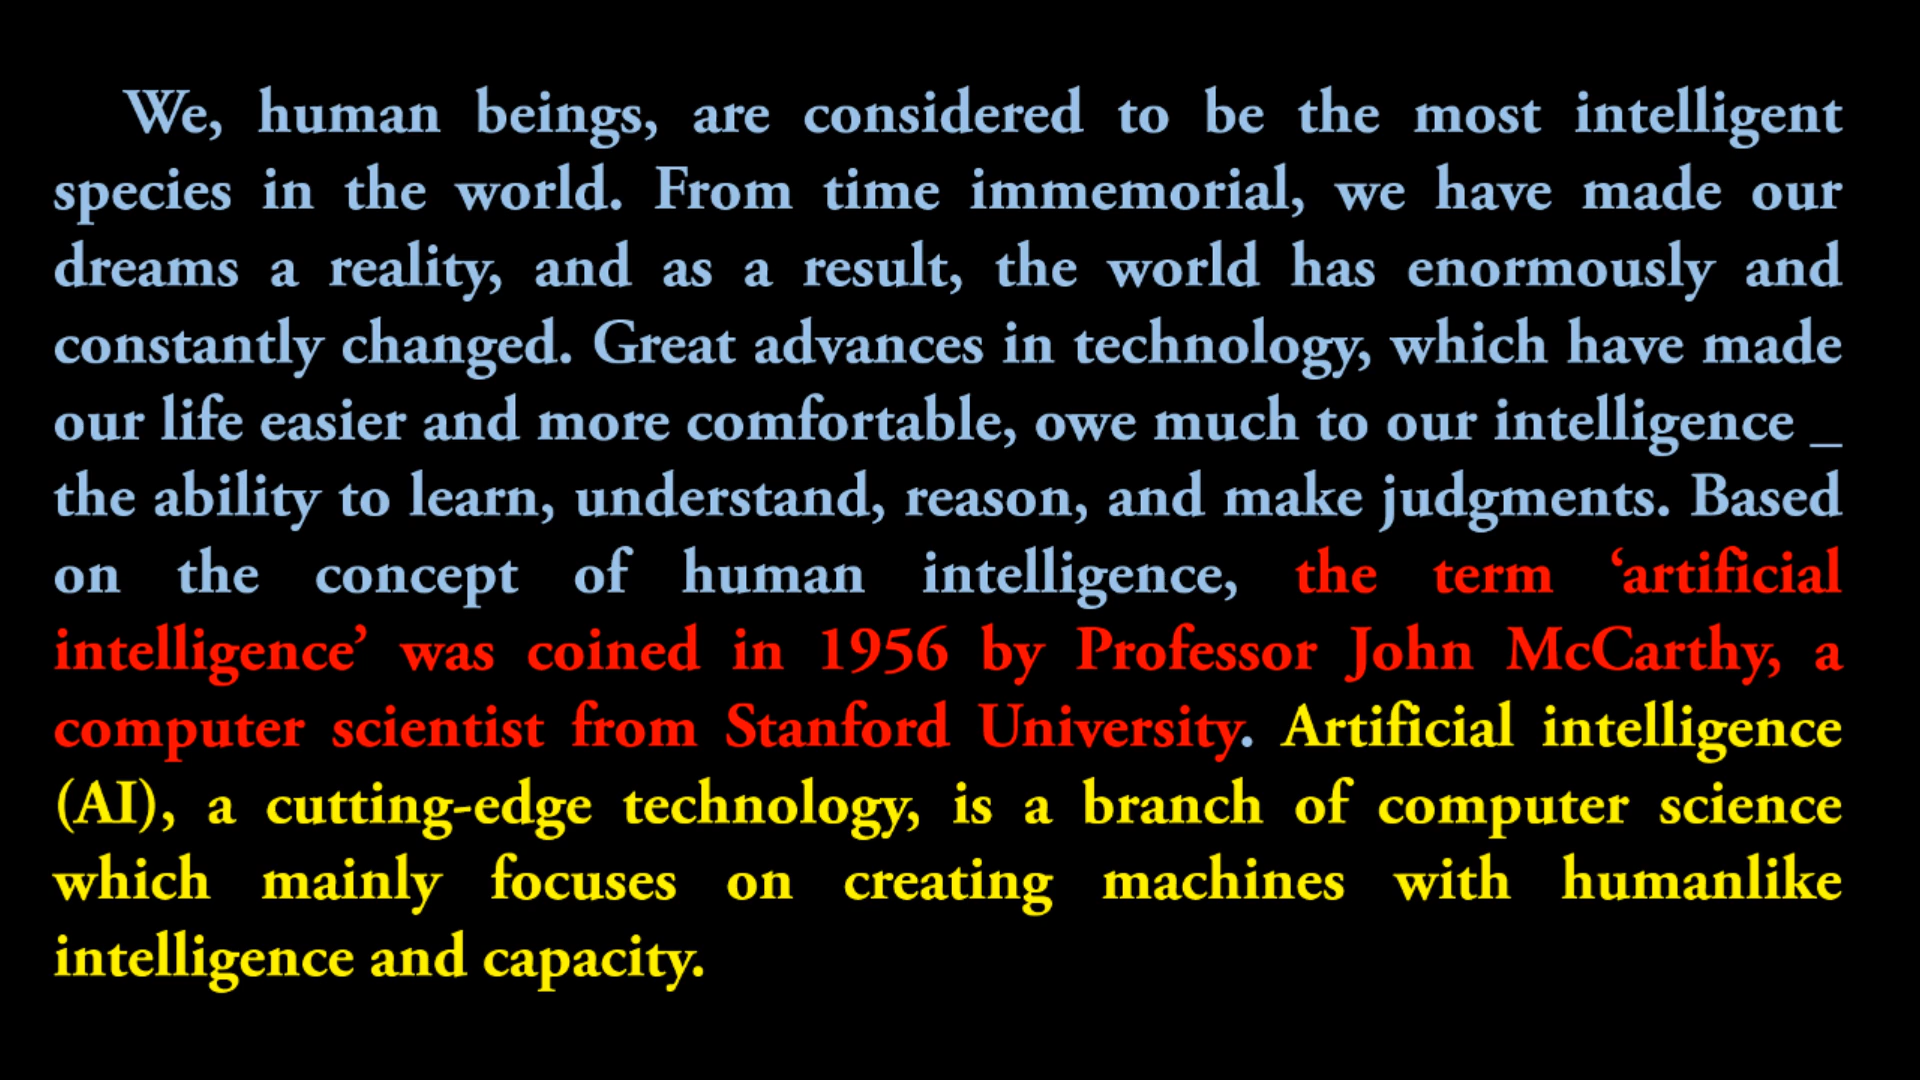 We, human beings, are considered to be the most intelligent
species in the world. From time immemorial, we have made our
dreams a reality, and as a result, the world has enormously and
constantly changed. Great advances in technology, which have made
our life easier and more comfortable, owe much to our intelligence _
the ability to learn, understand, reason, and make judgments. Based
on the concept of human intelligence, the term ‘artificial
intelligence’ was coined in 1956 by Professor John McCarthy, a
computer scientist from Stanford University. Artificial intelligence
(AI), a cutting-edge technology, is a branch of computer science
which mainly focuses on creating machines with humanlike
intelligence and capacity.